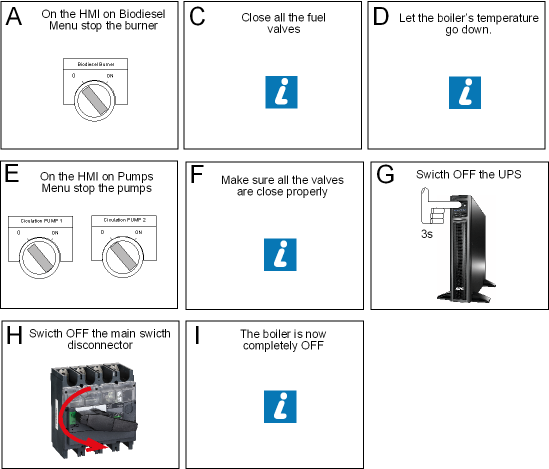 A
On the HMI on Biodiesel
Menu stop the burner
Biodiesel Burner
0 ON
C
Close all the fuel
valves
i
D
Let the boiler's temperature
go down.
i
E
On the HMI on Pumps
Menu stop the pumps
Circulation PUMP 1
0 ON
Circulation PUMP 2
0 ON
F
Make sure all the valves
are close properly
i
G
Swicth OFF the UPS
3s
APC
H
Swicth OFF the main swicth
disconnector
I
The boiler is now
completely OFF
i